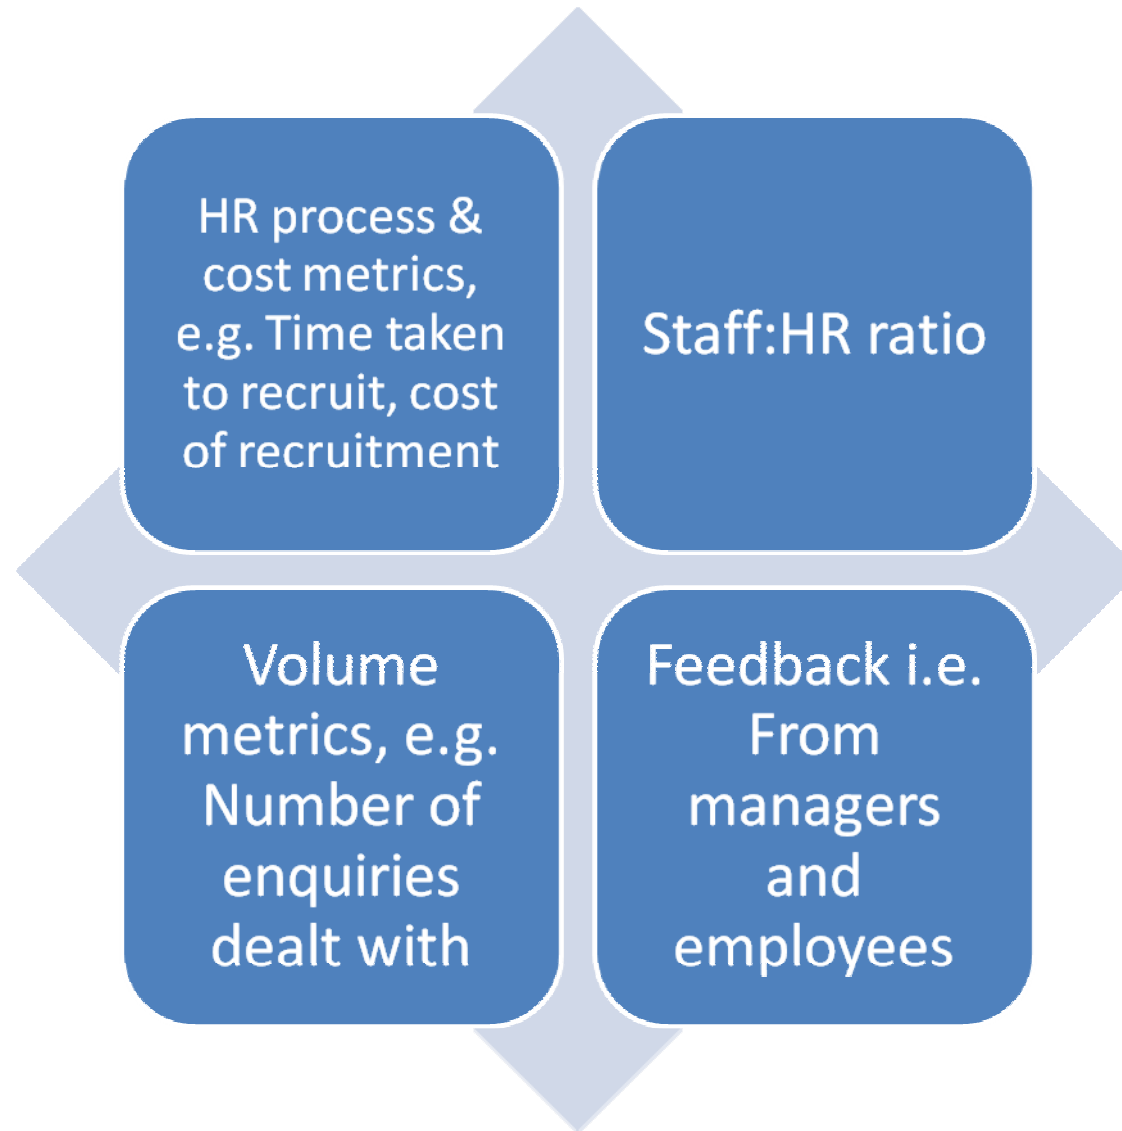 HR process &
cost metrics,
e.g. Time taken
to recruit, cost
of recruitment
Staff:HR ratio
Volume
metrics, e.g.
Number of
enquiries
dealt with
Feedback i.e.
From
managers
and
employees